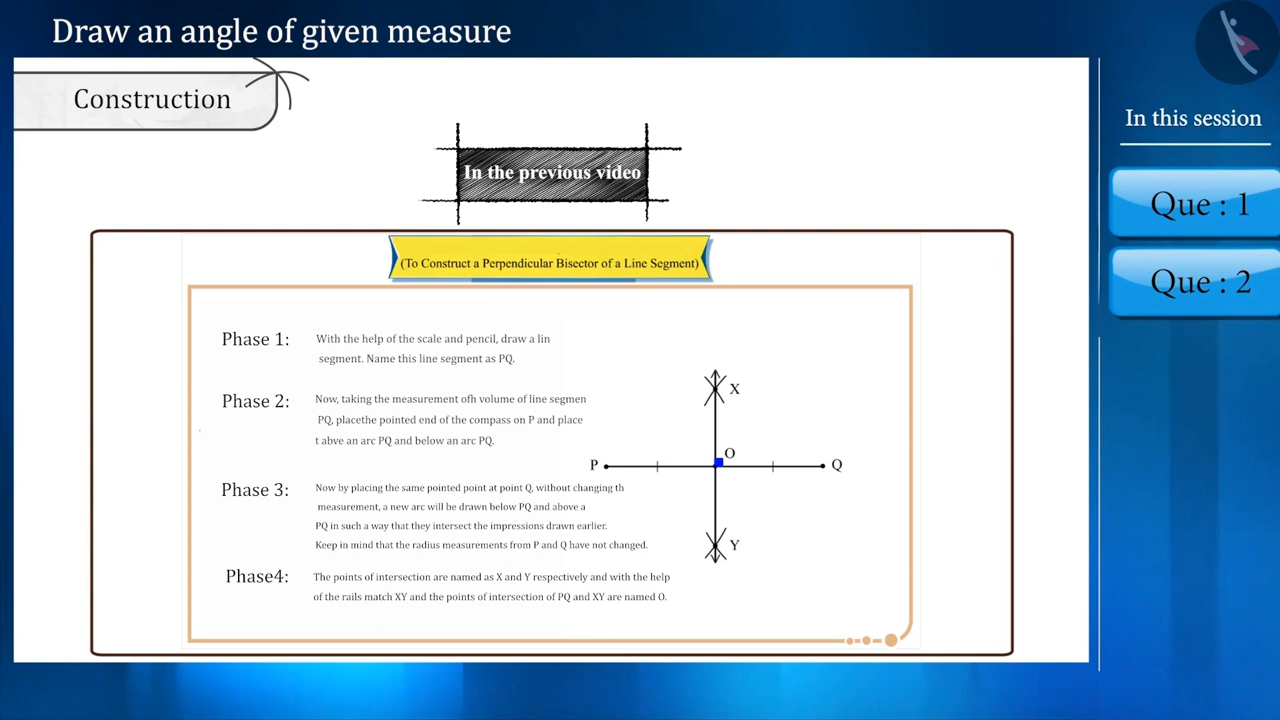 Draw an angle of given measure
Construction
In this session
In the previous video
Que : 1
Que : 2
(To Construct a Perpendicular Bisector of a Line Segment)
Phase 1: With the help of the scale and pencil, draw a lin
segment. Name this line segment as PQ.
Phase 2: Now, taking the measurement ofh volume of line segmen
PQ, placethe pointed end of the compass on P and place
t abve an arc PQ and below an arc PQ.
Phase 3: Now by placing the same pointed point at point Q, without changing th
measurement, a new arc will be drawn below PQ and above a
PQ in such a way that they intersect the impressions drawn earlier.
Keep in mind that the radius measurements from P and Q have not changed.
Phase4: The points of intersection are named as X and Y respectively and with the help
of the rails match XY and the points of intersection of PQ and XY are named O.
X
O
P Q
Y